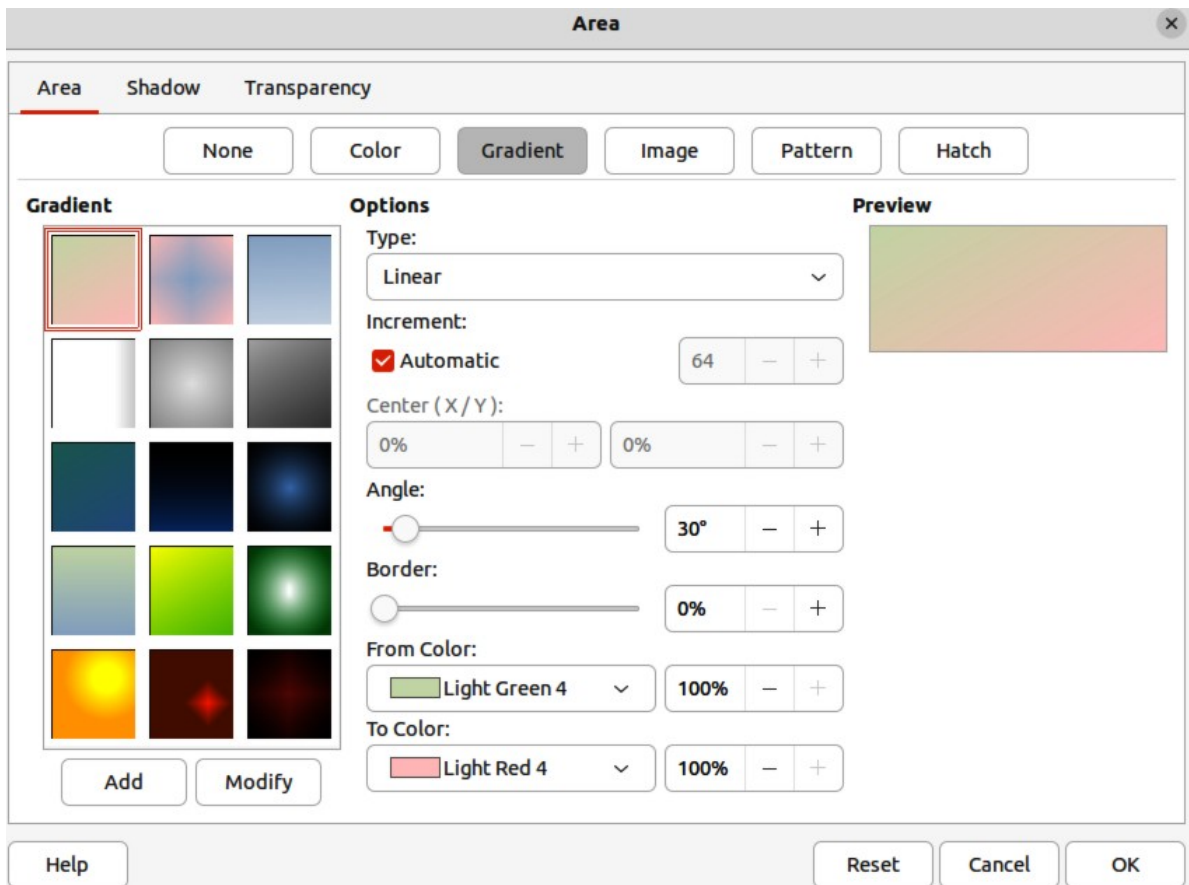 Area
Area Shadow Transparency
None Color Gradient Image Pattern Hatch
Gradient
Add Modify
Options
Type:
Linear
Increment:
Automatic 64
Center ( X / Y ):
0% 0%
Angle:
30°
Border:
0%
From Color:
Light Green 4 100%
To Color:
Light Red 4 100%
Preview
Help Reset Cancel OK